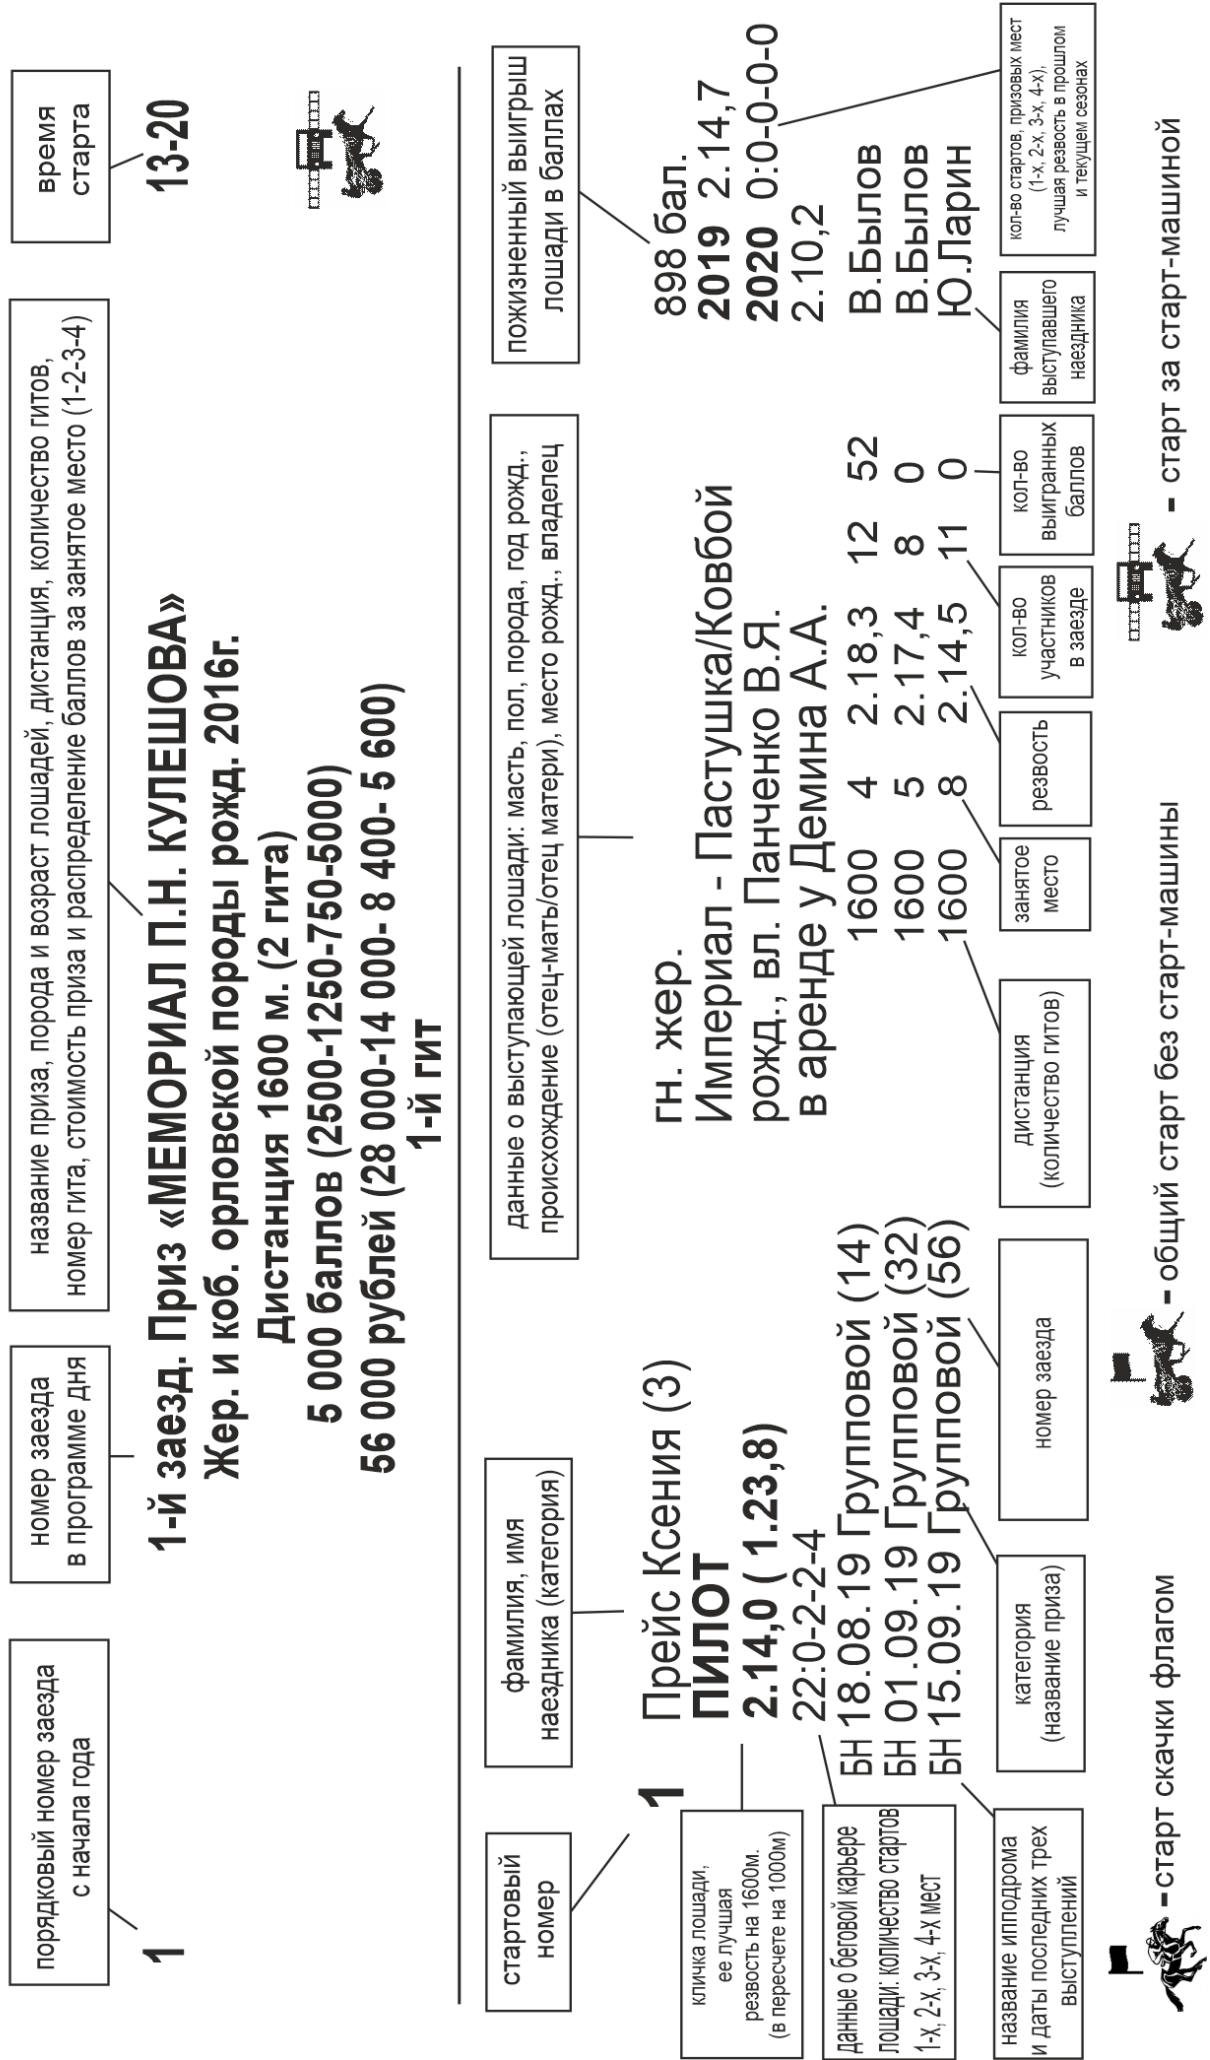 порядковый номер заезда
с начала года
номер заезда
в программе дня
название приза, порода и возраст лошадей, дистанция, количество гитов,
номер гита, стоимость приза и распределение баллов за занятое место (1-2-3-4)
время
старта
1
1-й заезд. Приз «МЕМОРИАЛ П.Н. КУЛЕШОВА»
13-20
Жер. и коб. орловской породы рожд. 2016г.
Дистанция 1600 м. (2 гита)
5 000 баллов (2500-1250-750-5000)
56 000 рублей (28 000-14 000- 8 400- 5 600)
1-й гит
стартовый
номер
фамилия, имя
наездника (категория)
данные о выступающей лошади: масть, пол, порода, год рожд.,
происхождение (отец-мать/отец матери), место рожд., владелец
пожизненный выигрыш
лошади в баллах
1
Прейс Ксения (3)
гн. жер.
898 бал.
ПИЛОТ
Империал - Пастушка/Ковбой
2019 2.14,7
2.14,0 ( 1.23,8)
рожд., вл. Панченко В.Я.
2020 0:0-0-0-0
22:0-2-2-4
в аренде у Демина А.А.
2.10,2
БН 18.08.19 Групповой (14) 1600 4 2.18,3 12 52 В.Былов
БН 01.09.19 Групповой (32) 1600 5 2.17,4 8 0 В.Былов
БН 15.09.19 Групповой (56) 1600 8 2.14,5 11 0 Ю.Ларин
кличка лошади,
ее лучшая
резвость на 1600м.
(в пересчете на 1000м)
данные о беговой карьере
лошади: количество стартов
1-х, 2-х, 3-х, 4-х мест
название ипподрома
и даты последних трех
выступлений
категория
(название приза)
номер заезда
дистанция
(количество гитов)
занятое
место
резвость
кол-во
участников
в заезде
кол-во
выигранных
баллов
фамилия
выступавшего
наездника
кол-во стартов, призовых мест
(1-х, 2-х, 3-х, 4-х),
лучшая резвость в прошлом
и текущем сезонах
-старт скачки флагом
- общий старт без старт-машины
- старт за старт-машиной